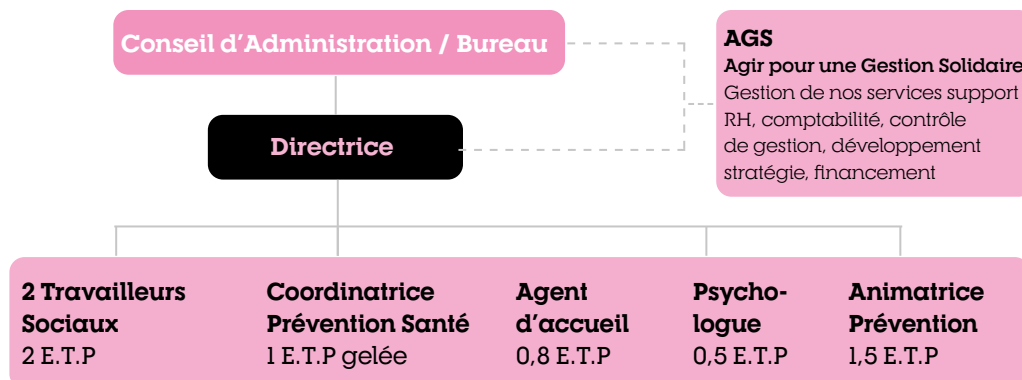 Conseil d’Administration / Bureau
AGS
Agir pour une Gestion Solidaire
Gestion de nos services support
RH, comptabilité, contrôle
de gestion, développement
stratégie, financement
Directrice
2 Travailleurs
Sociaux
2 E.T.P
Coordinatrice
Prévention Santé
1 E.T.P gelée
Agent
d’accueil
0,8 E.T.P
Psycho-
logue
0,5 E.T.P
Animatrice
Prévention
1,5 E.T.P